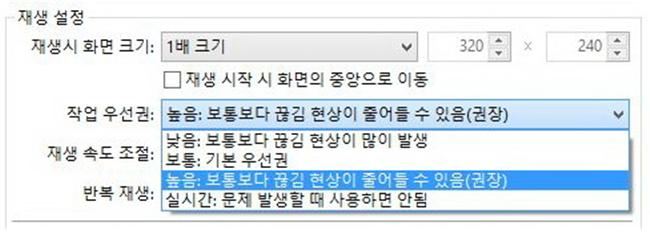 재생 설정
재생시 화면 크기: 1배 크기 320 x 240
재생 시작 시 화면의 중앙으로 이동
작업 우선권: 높음: 보통보다 끊김 현상이 줄어들 수 있음(권장)
낮음: 보통보다 끊김 현상이 많이 발생
재생 속도 조절: 보통: 기본 우선권
높음: 보통보다 끊김 현상이 줄어들 수 있음(권장)
반복 재생: 실시간: 문제 발생할 때 사용하면 안됨